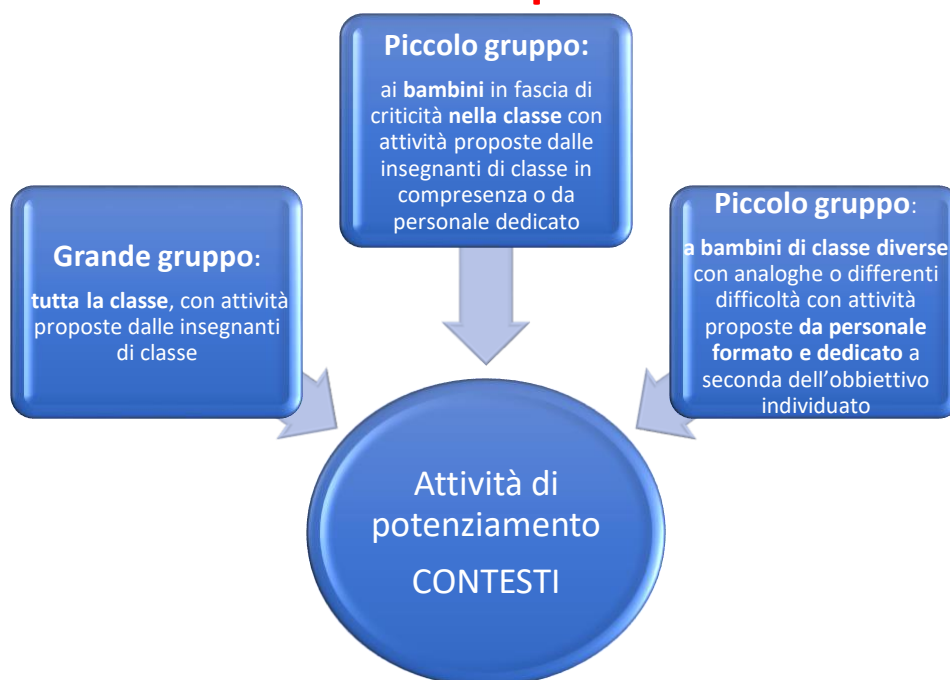 Grande gruppo:
tutta la classe, con attività
proposte dalle insegnanti
di classe
Piccolo gruppo:
ai bambini in fascia di
criticità nella classe con
attività proposte dalle
insegnanti di classe in
compresenza o da
personale dedicato
Piccolo gruppo:
a bambini di classe diverse
con analoghe o differenti
difficoltà con attività
proposte da personale
formato e dedicato a
seconda dell'obbiettivo
individuato
Attività di
potenziamento
CONTESTI